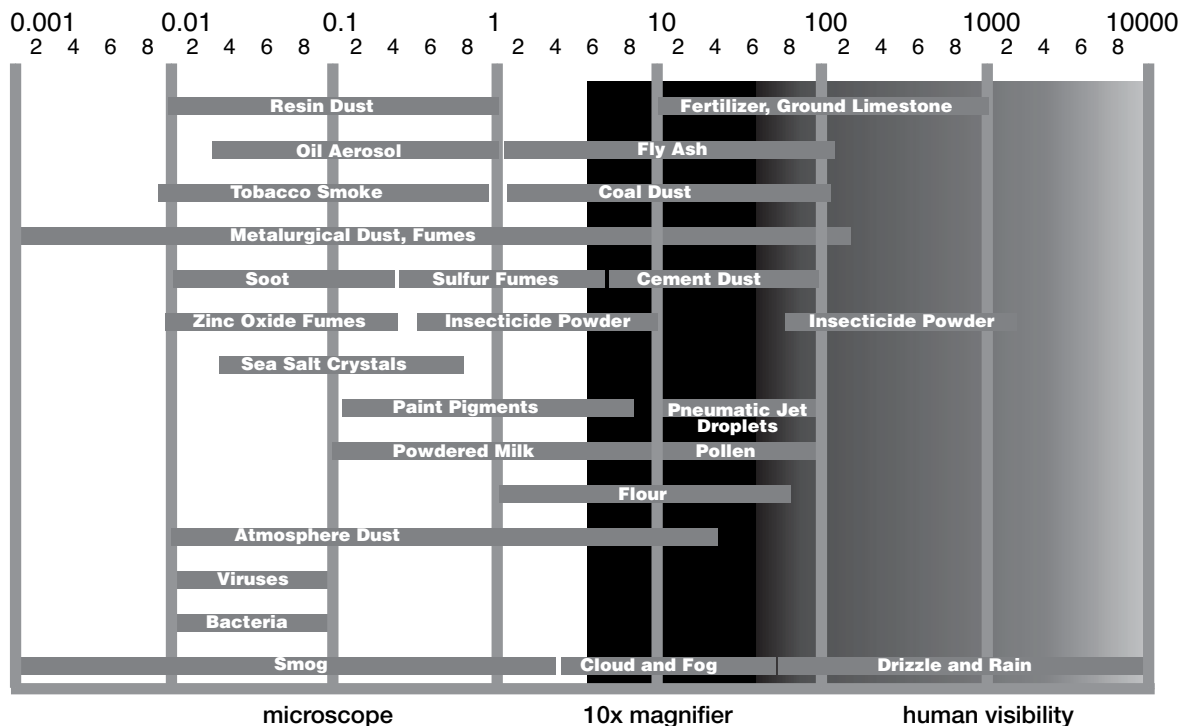 0.001 0.01 0.1 1 10 100 1000 10000
2 4 6 8 2 4 6 8 2 4 6 8 2 4 6 8 2 4 6 8 2 4 6 8 2 4 6 8
Resin Dust Fertilizer, Ground Limestone
Oil Aerosol Fly Ash
Tobacco Smoke Coal Dust
Metalurgical Dust, Fumes
Soot Sulfur Fumes Cement Dust
Zinc Oxide Fumes Insecticide Powder Insecticide Powder
Sea Salt Crystals
Paint Pigments Pneumatic Jet
Droplets
Powdered Milk Pollen
Flour
Atmosphere Dust
Viruses
Bacteria
Smog Cloud and Fog Drizzle and Rain
microscope 10x magnifier human visibility